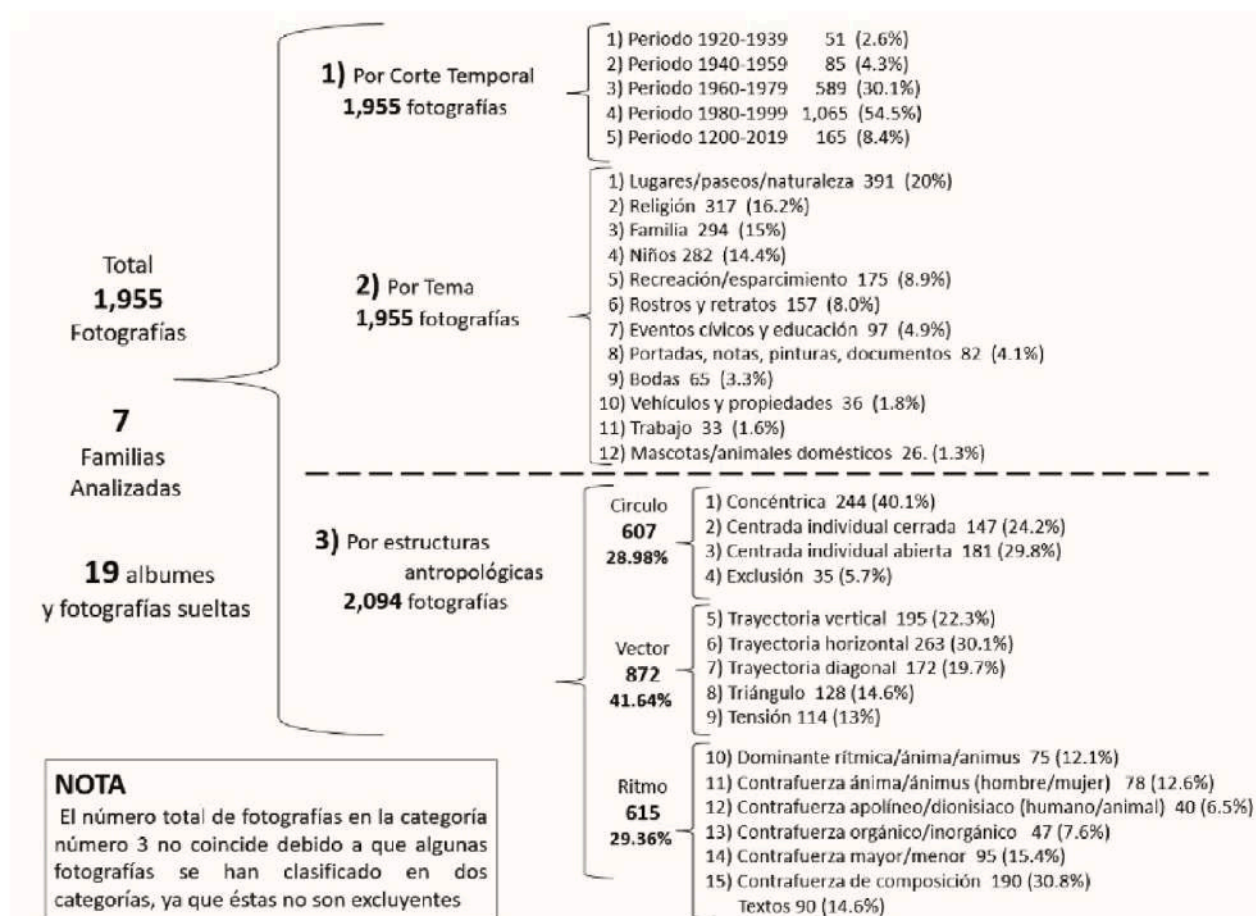 Total
1,955
Fotografías
7
Familias
Analizadas
19 albumes
y fotografías sueltas
1) Por Corte Temporal
1,955 fotografías
1) Periodo 1920-1939 51 (2.6%)
2) Periodo 1940-1959 85 (4.3%)
3) Periodo 1960-1979 589 (30.1%)
4) Periodo 1980-1999 1,065 (54.5%)
5) Periodo 1200-2019 165 (8.4%)
2) Por Tema
1,955 fotografías
1) Lugares/paseos/naturaleza 391 (20%)
2) Religión 317 (16.2%)
3) Familia 294 (15%)
4) Niños 282 (14.4%)
5) Recreación/esparcimiento 175 (8.9%)
6) Rostros y retratos 157 (8.0%)
7) Eventos cívicos y educación 97 (4.9%)
8) Portadas, notas, pinturas, documentos 82 (4.1%)
9) Bodas 65 (3.3%)
10) Vehículos y propiedades 36 (1.8%)
11) Trabajo 33 (1.6%)
12) Mascotas/animales domésticos 26. (1.3%)
3) Por estructuras
antropológicas
2,094 fotografías
Circulo
607
28.98%
1) Concéntrica 244 (40.1%)
2) Centrada individual cerrada 147 (24.2%)
3) Centrada individual abierta 181 (29.8%)
4) Exclusión 35 (5.7%)
Vector
872
41.64%
5) Trayectoria vertical 195 (22.3%)
6) Trayectoria horizontal 263 (30.1%)
7) Trayectoria diagonal 172 (19.7%)
8) Triángulo 128 (14.6%)
9) Tensión 114 (13%)
Ritmo
615
29.36%
10) Dominante rítmica/ánima/animus 75 (12.1%)
11) Contrafuerza ánima/ánimus (hombre/mujer) 78 (12.6%)
12) Contrafuerza apolíneo/dionisiaco (humano/animal) 40 (6.5%)
13) Contrafuerza orgánico/inorgánico 47 (7.6%)
14) Contrafuerza mayor/menor 95 (15.4%)
15) Contrafuerza de composición 190 (30.8%)
Textos 90 (14.6%)
NOTA
El número total de fotografías en la categoría
número 3 no coincide debido a que algunas
fotografías se han clasificado en dos
categorías, ya que éstas no son excluyentes